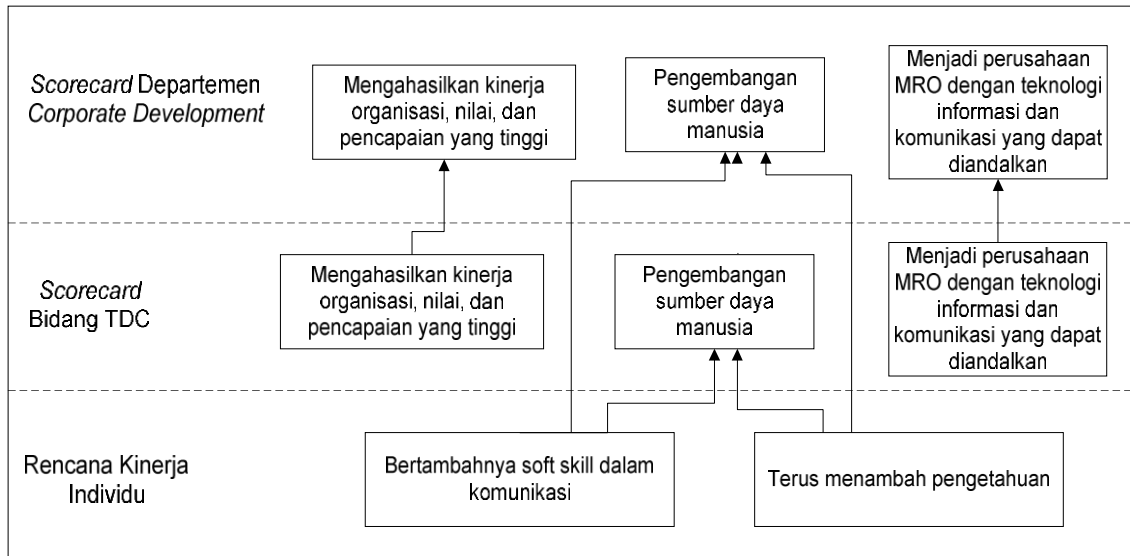 Scorecard Departemen
Corporate Development
Mengahasilkan kinerja
organisasi, nilai, dan
pencapaian yang tinggi
Pengembangan
sumber daya
manusia
Menjadi perusahaan
MRO dengan teknologi
informasi dan
komunikasi yang dapat
diandalkan
Scorecard
Bidang TDC
Mengahasilkan kinerja
organisasi, nilai, dan
pencapaian yang tinggi
Pengembangan
sumber daya
manusia
Menjadi perusahaan
MRO dengan teknologi
informasi dan
komunikasi yang dapat
diandalkan
Rencana Kinerja
Individu
Bertambahnya soft skill dalam
komunikasi
Terus menambah pengetahuan